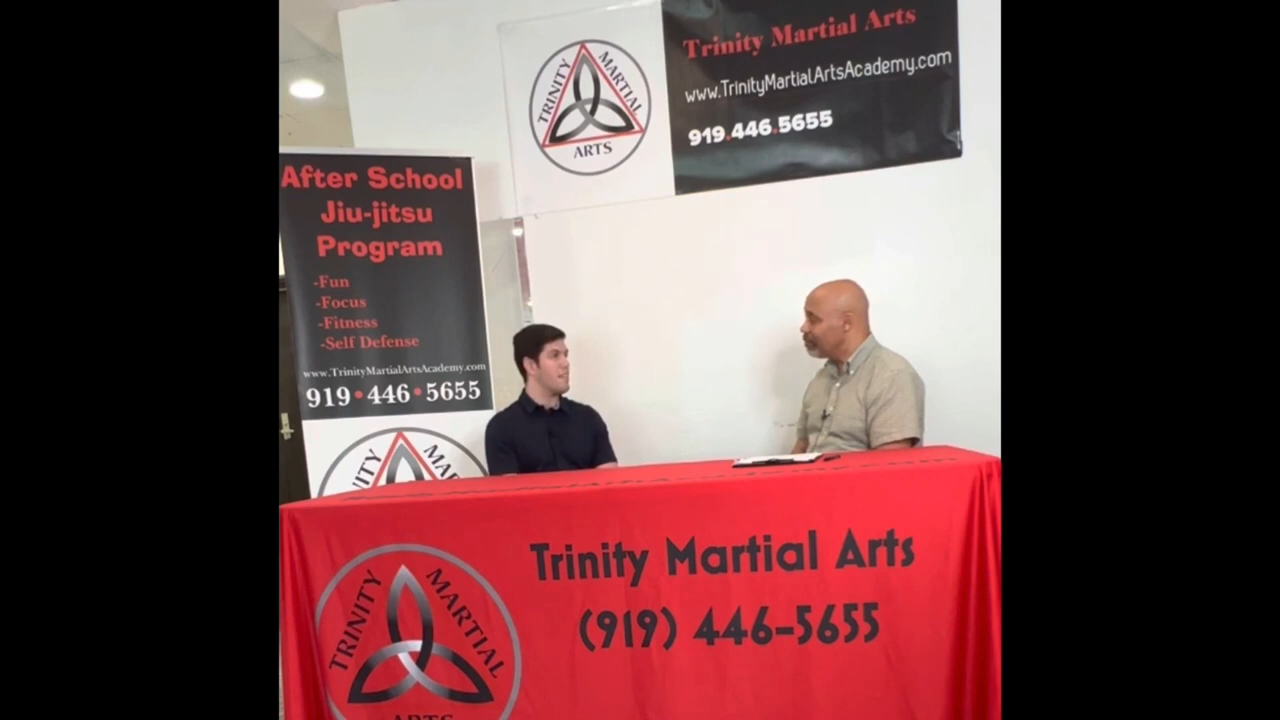 TRINITY MARTIAL
ARTS
Trinity Martial Arts
www.TrinityMartialArtsAcademy.com
919.446.5655
After School
Jiu-jitsu
Program
-Fun
-Focus
-Fitness
-Self Defense
www.TrinityMartialArtsAcademy.com
919•446•5655
Trinity Martial Arts
(919) 446-5655
TRINITY MARTIAL
ARTS